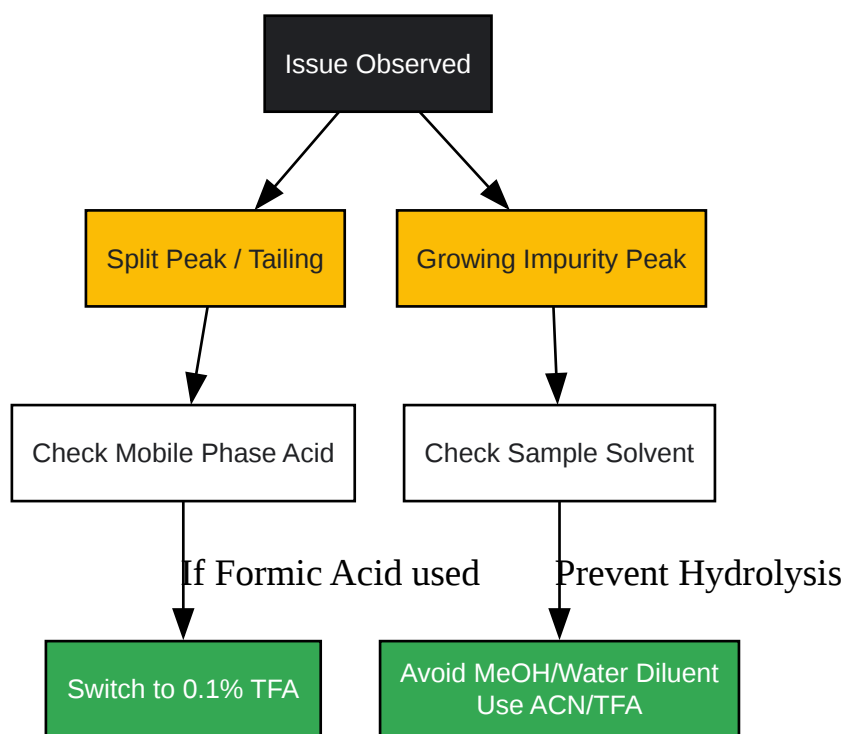 Issue Observed
Split Peak / Tailing
Growing Impurity Peak
Check Mobile Phase Acid
Check Sample Solvent
If Formic Acid used
Prevent Hydrolysis
Switch to 0.1% TFA
Avoid MeOH/Water Diluent
Use ACN/TFA